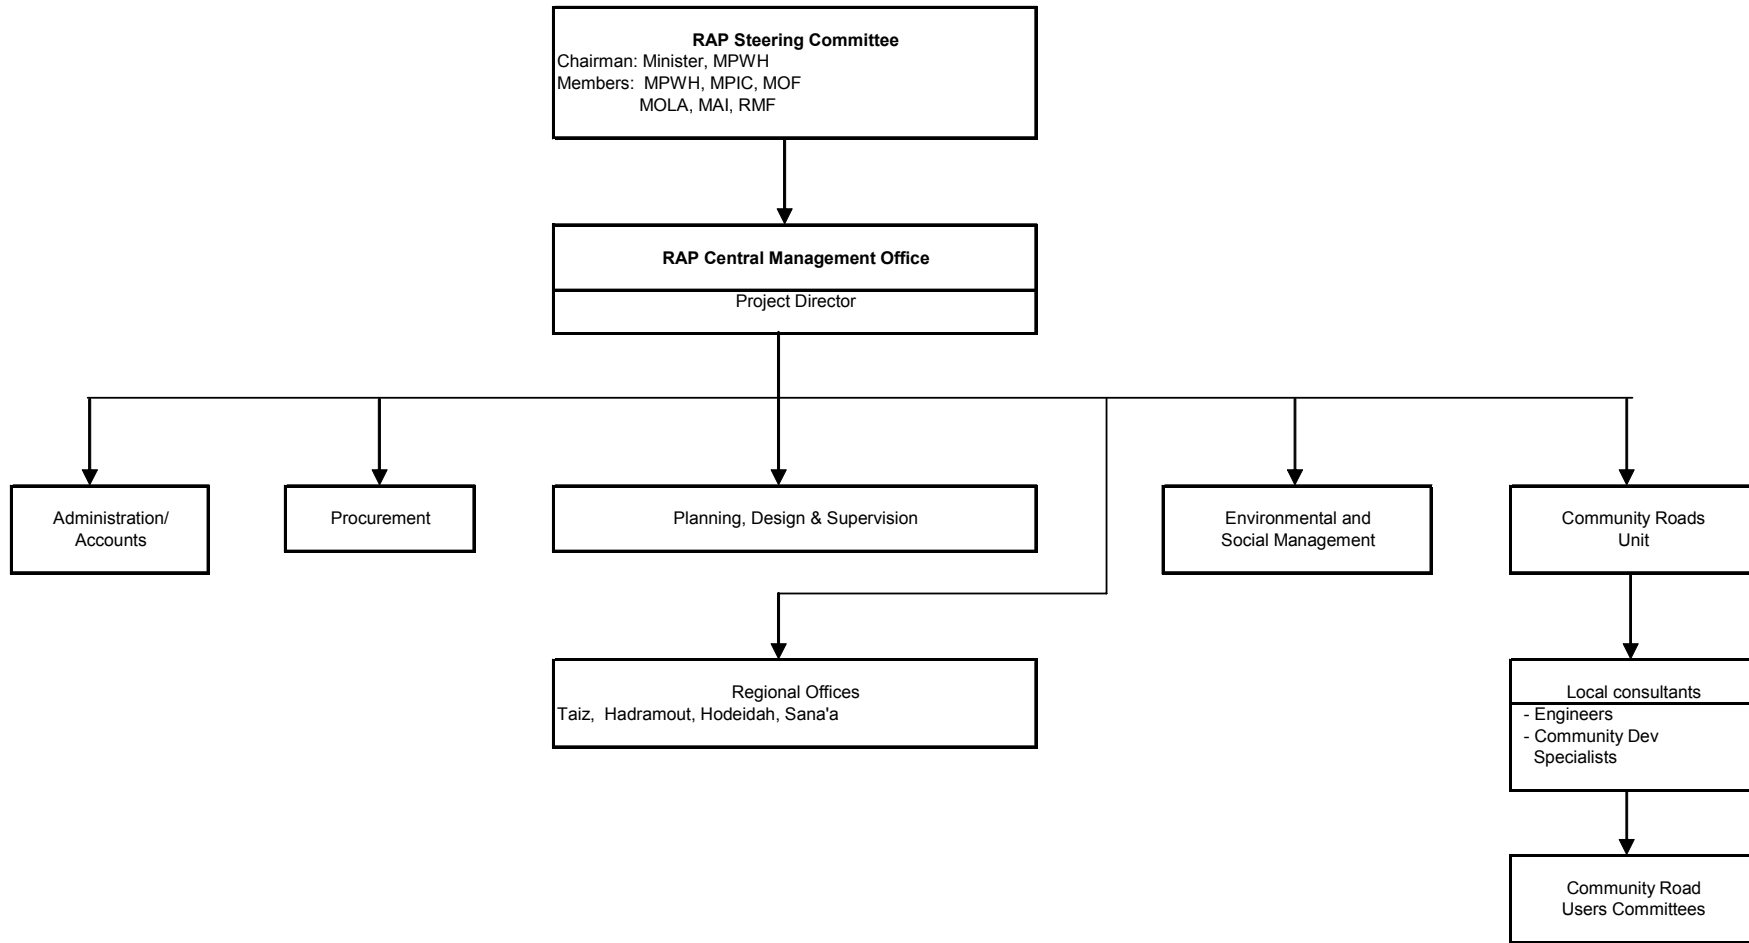 RAP Steering Committee
Chairman: Minister, MPWH
Members:  MPWH, MPIC, MOF
MOLA, MAI, RMF
RAP Central Management Office
Project Director
Administration/
Accounts
Procurement
Planning, Design & Supervision
Environmental and
Social Management
Community Roads
Unit
Regional Offices
Taiz,  Hadramout, Hodeidah, Sana'a
Local consultants
- Engineers
- Community Dev
Specialists
Community Road
Users Committees